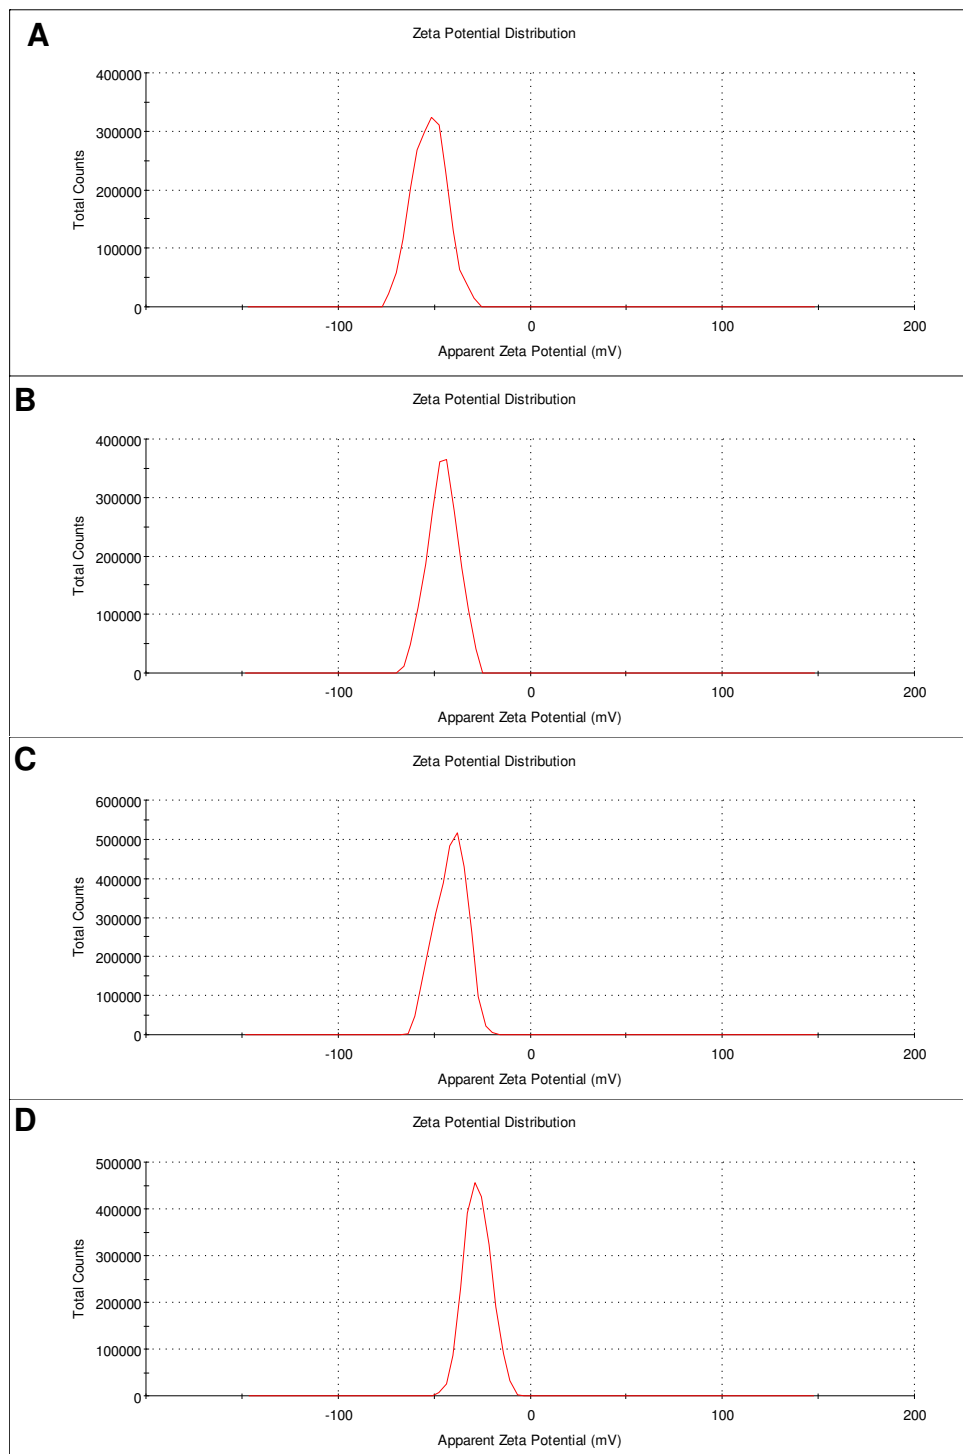 A
Zeta Potential Distribution
400000
300000
200000
100000
0
Total Counts
-100
0
100
200
Apparent Zeta Potential (mV)
B
Zeta Potential Distribution
400000
300000
200000
100000
0
Total Counts
-100
0
100
200
Apparent Zeta Potential (mV)
C
Zeta Potential Distribution
600000
500000
400000
300000
200000
100000
0
Total Counts
-100
0
100
200
Apparent Zeta Potential (mV)
D
Zeta Potential Distribution
500000
400000
300000
200000
100000
0
Total Counts
-100
0
100
200
Apparent Zeta Potential (mV)